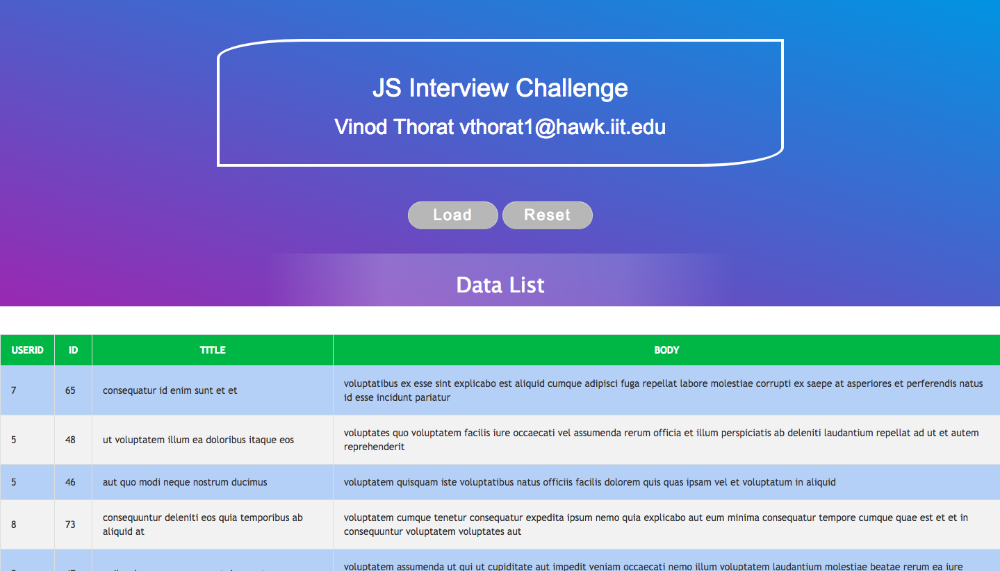 JS Interview Challenge
Vinod Thorat vthorat1@hawk.iit.edu
Load Reset
Data List
USERID ID TITLE BODY
7 65 consequatur id enim sunt et et voluptatibus ex esse sint explicabo est aliquid cumque adipisci fuga repellat labore molestiae corrupti ex saepe at asperiores et perferendis natus
id esse incidunt pariatur
5 48 ut voluptatem illum ea doloribus itaque eos voluptates quo voluptatem facilis iure occaecati vel assumenda rerum officia et illum perspiciatis ab deleniti laudantium repellat ad ut et autem
reprehenderit
5 46 aut quo modi neque nostrum ducimus voluptatem quisquam iste voluptatibus natus officiis facilis dolorem quis quas ipsam vel et voluptatum in aliquid
8 73 consequuntur deleniti eos quia temporibus ab
aliquid at
voluptatem cumque tenetur consequatur expedita ipsum nemo quia explicabo aut eum minima consequatur tempore cumque quae est et et in
consequuntur voluptatem voluptates aut
voluptatem assumenda ut qui ut cupiditate aut impedit veniam occaecati nemo illum voluptatem laudantium molestiae beatae rerum ea iure